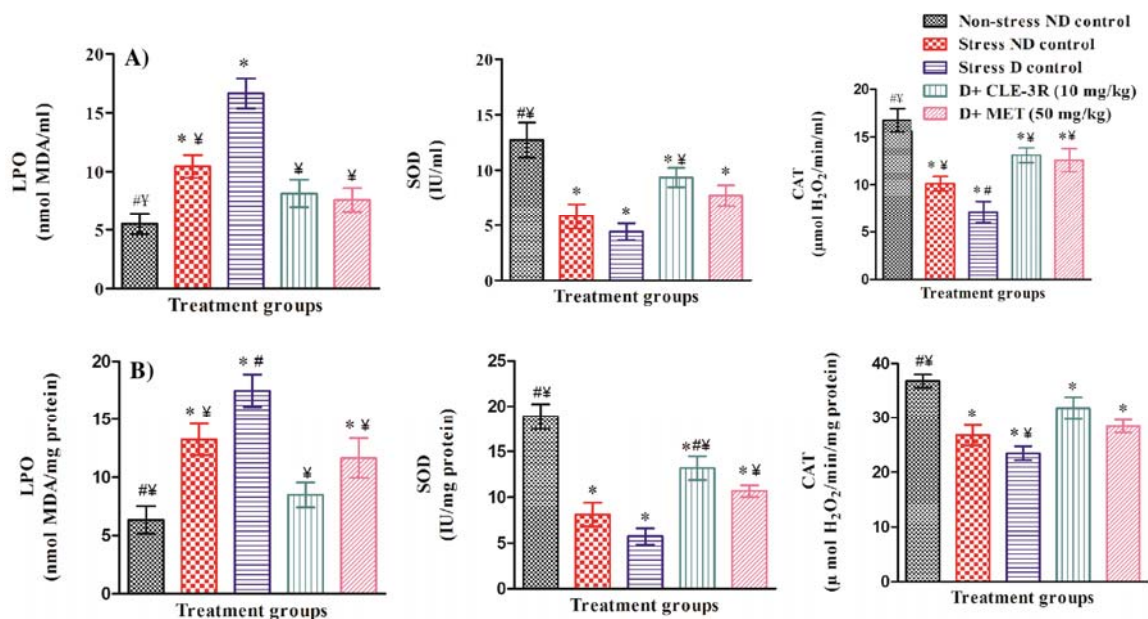 Non-stress ND control
Stress ND control
Stress D control
D+ CLE-3R (10 mg/kg)
D+ MET (50 mg/kg)
A)
LPO
(nmol MDA/ml)
20
15
10
5
0
#¥
* ¥
*
¥
¥
Treatment groups
SOD
(IU/ml)
20
15
10
5
0
#¥
*
*
* ¥
*
Treatment groups
CAT
(µmol H₂O₂/min/ml)
20
15
10
5
0
#¥
* ¥
* #
* ¥
*¥
Treatment groups
B)
LPO
(nmol MDA/mg protein)
20
15
10
5
0
#¥
* ¥
* #
¥
* ¥
Treatment groups
SOD
(IU/mg protein)
25
20
15
10
5
0
#¥
*
*
*#¥
* ¥
Treatment groups
CAT
(µ mol H₂O₂/min/mg protein)
40
30
20
10
0
#¥
*
* ¥
*
*
Treatment groups